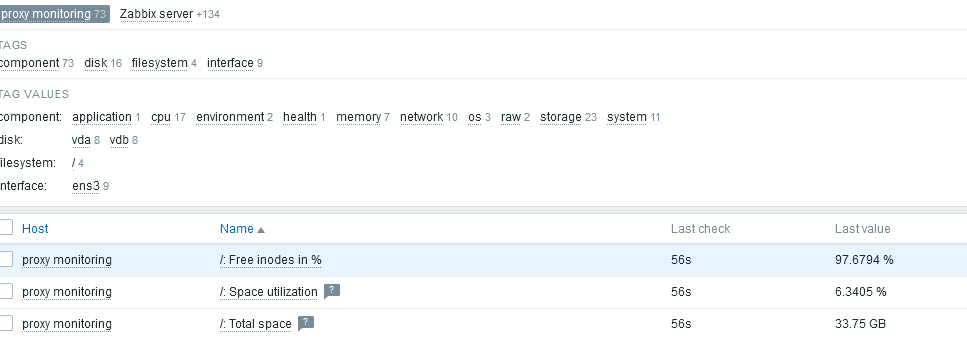 proxy monitoring 73 Zabbix server +134
TAGS
component 73 disk 16 filesystem 4 interface 9
TAG VALUES
component: application 1 cpu 17 environment 2 health 1 memory 7 network 10 os 3 raw 2 storage 23 system 11
disk: vda 8 vdb 8
filesystem: / 4
interface: ens3 9
Host Name Last check Last value
proxy monitoring /: Free inodes in % 56s 97.6794 %
proxy monitoring /: Space utilization ? 56s 6.3405 %
proxy monitoring /: Total space ? 56s 33.75 GB